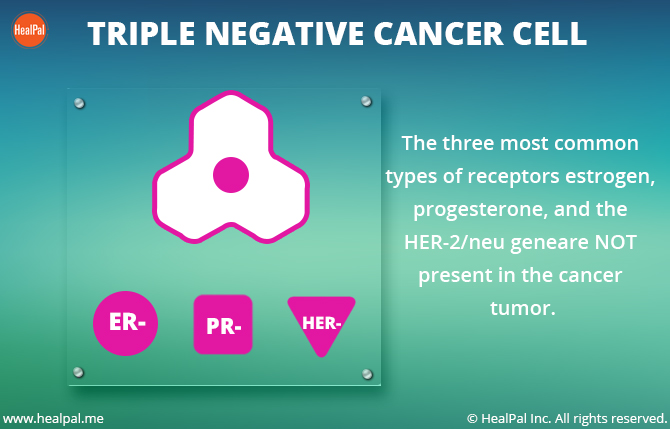 HealPal
TRIPLE NEGATIVE CANCER CELL
The three most common
types of receptors estrogen,
progesterone, and the
HER-2/neu geneare NOT
present in the cancer
tumor.
ER-
PR-
HER-
www.healpal.me
© HealPal Inc. All rights reserved.